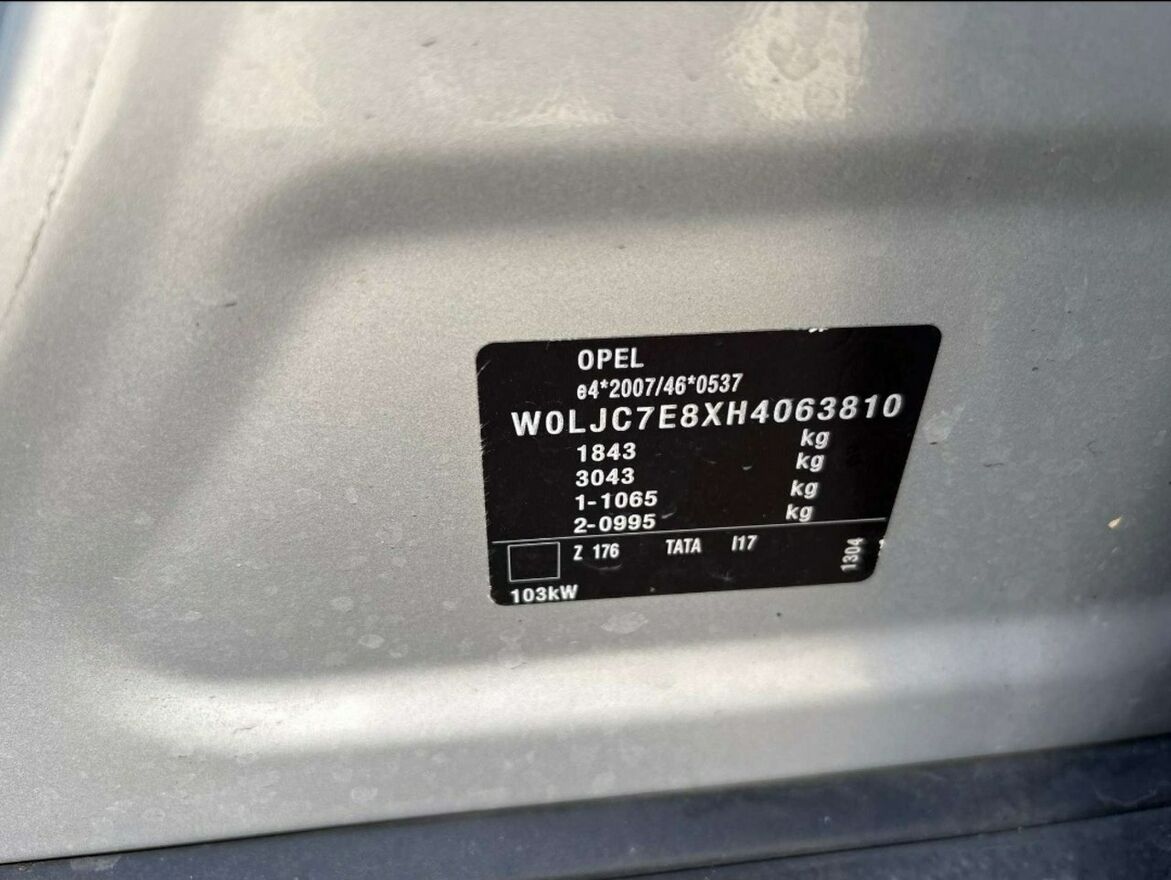 OPEL
e4*2007/46*0537
W0LJC7E8XH4063810
1843 kg
3043 kg
1-1065 kg
2-0995 kg
Z 176 TATA I17
1304
103kW